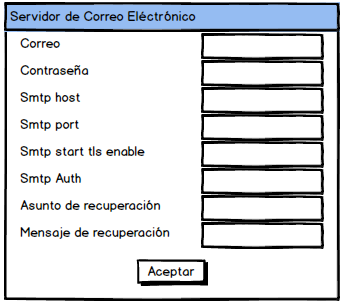 Servidor de Correo Eléctrônico
Correo
Contraseña
Smtp host
Smtp port
Smtp start tls enable
Smtp Auth
Asunto de recuperación
Mensaje de recuperación
Aceptar